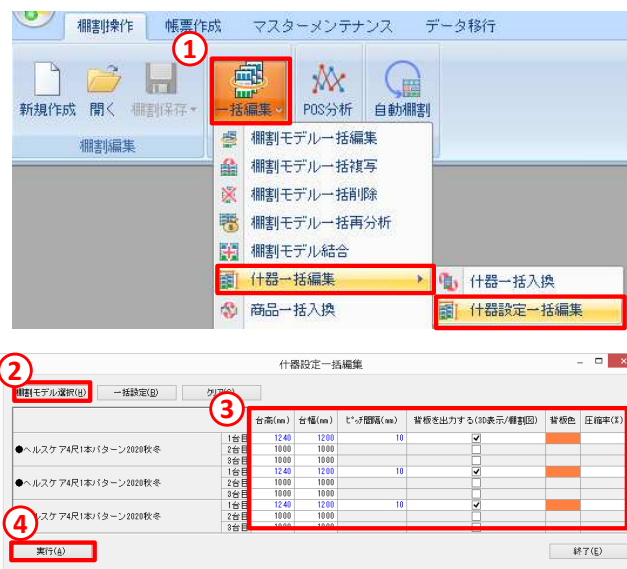 棚割操作 帳票作成 マスターメンテナンス データ移行
①
新規作成 開く 棚割保存 一括編集 POS分析 自動棚割
棚割編集
棚割モデル一括編集
棚割モデル一括複写
棚割モデル一括削除
棚割モデル一括再分析
棚割モデル結合
什器一括編集
什器一括入換
商品一括入換
什器設定一括編集
什器設定一括編集
②
棚割モデル選択(H) 一括設定(B) クリア(C)
③
台高(mm) 台幅(mm) ピッチ間隔(mm) 背板を出力する(3D表示/棚割図) 背板色 圧縮率(%)
●ヘルスケア4尺1本パターン2020秋冬
1台目 1240 1200 10
2台目 1000 1000
3台目 1000 1000
●ヘルスケア4尺1本パターン2020秋冬
1台目 1240 1200 10
2台目 1000 1000
3台目 1000 1000
ヘルスケア4尺1本パターン2020秋冬
1台目 1240 1200 10
2台目 1000 1000
3台目 1000 1000
④
実行(A) 終了(E)